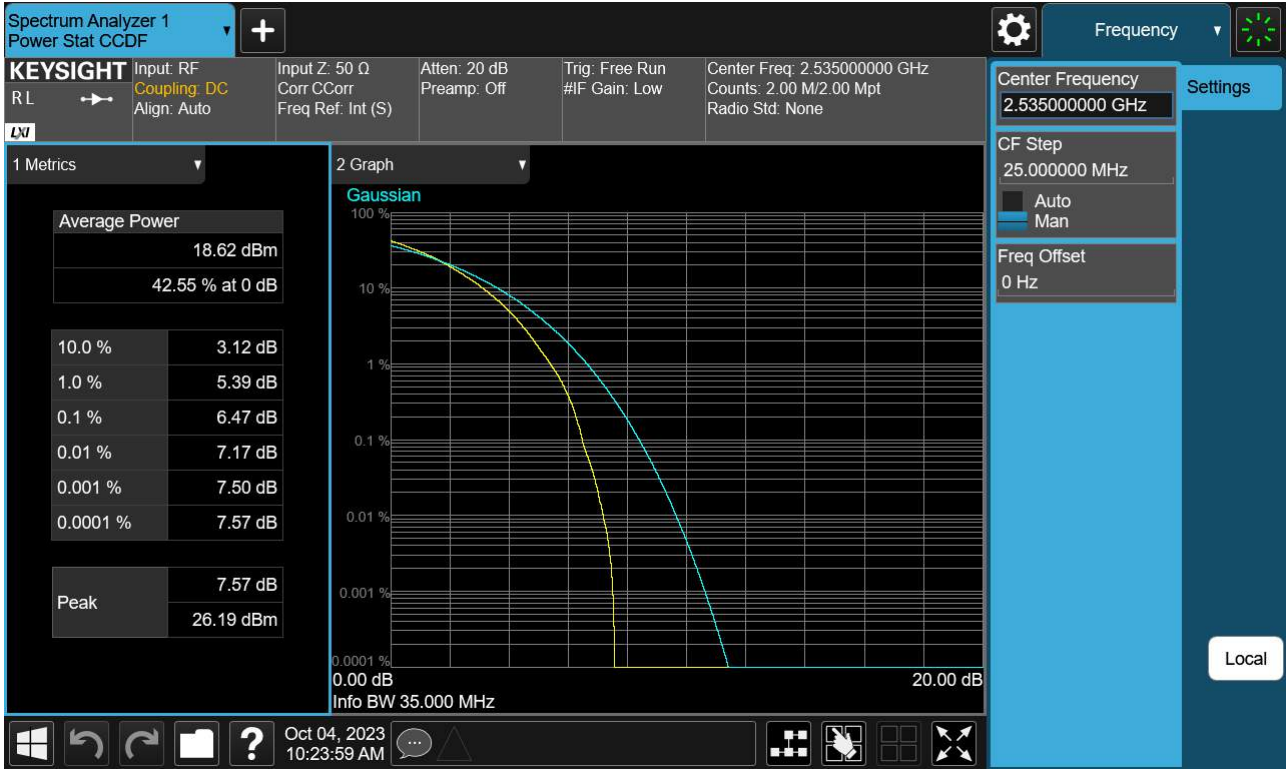 Spectrum Analyzer 1
Power Stat CCDF
Frequency
KEYSIGHT
RL
LXI
Input: RF
Coupling: DC
Align: Auto
Input Z: 50 Ω
Corr CCorr
Freq Ref: Int (S)
Atten: 20 dB
Preamp: Off
Trig: Free Run
#IF Gain: Low
Center Freq: 2.535000000 GHz
Counts: 2.00 M/2.00 Mpt
Radio Std: None
Center Frequency
2.535000000 GHz
Settings
CF Step
25.000000 MHz
Auto
Man
Freq Offset
0 Hz
Local
1 Metrics
Average Power
18.62 dBm
42.55 % at 0 dB
10.0 % 3.12 dB
1.0 % 5.39 dB
0.1 % 6.47 dB
0.01 % 7.17 dB
0.001 % 7.50 dB
0.0001 % 7.57 dB
Peak
7.57 dB
26.19 dBm
2 Graph
Gaussian
100 %
10 %
1 %
0.1 %
0.01 %
0.001 %
0.0001 %
0.00 dB 20.00 dB
Info BW 35.000 MHz
?
Oct 04, 2023
10:23:59 AM